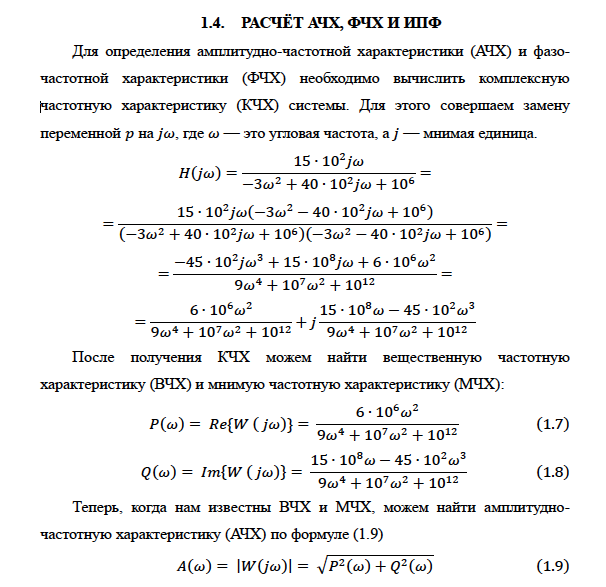 1.4. РАСЧЁТ АЧХ, ФЧХ И ИПФ
Для определения амплитудно-частотной характеристики (АЧХ) и фазо-
частотной характеристики (ФЧХ) необходимо вычислить комплексную
частотную характеристику (КЧХ) системы. Для этого совершаем замену
переменной 𝑝 на 𝑗𝜔, где 𝜔 — это угловая частота, а 𝑗 — мнимая единица.
𝐻(𝑗𝜔) = (15 · 10²𝑗𝜔) / (−3𝜔² + 40 · 10²𝑗𝜔 + 10⁶) =
= (15 · 10²𝑗𝜔(−3𝜔² − 40 · 10²𝑗𝜔 + 10⁶)) / ((−3𝜔² + 40 · 10²𝑗𝜔 + 10⁶)(−3𝜔² − 40 · 10²𝑗𝜔 + 10⁶)) =
= (−45 · 10²𝑗𝜔³ + 15 · 10⁸𝑗𝜔 + 6 · 10⁶𝜔²) / (9𝜔⁴ + 10⁷𝜔² + 10¹²) =
= (6 · 10⁶𝜔²) / (9𝜔⁴ + 10⁷𝜔² + 10¹²) + 𝑗 (15 · 10⁸𝜔 − 45 · 10²𝜔³) / (9𝜔⁴ + 10⁷𝜔² + 10¹²)
После получения КЧХ можем найти вещественную частотную
характеристику (ВЧХ) и мнимую частотную характеристику (МЧХ):
𝑃(𝜔) = 𝑅𝑒{𝑊 ( 𝑗𝜔)} = (6 · 10⁶𝜔²) / (9𝜔⁴ + 10⁷𝜔² + 10¹²) (1.7)
𝑄(𝜔) = 𝐼𝑚{𝑊 ( 𝑗𝜔)} = (15 · 10⁸𝜔 − 45 · 10²𝜔³) / (9𝜔⁴ + 10⁷𝜔² + 10¹²) (1.8)
Теперь, когда нам известны ВЧХ и МЧХ, можем найти амплитудно-
частотную характеристику (АЧХ) по формуле (1.9)
𝐴(𝜔) = |𝑊(𝑗𝜔)| = √(𝑃²(𝜔) + 𝑄²(𝜔)) (1.9)